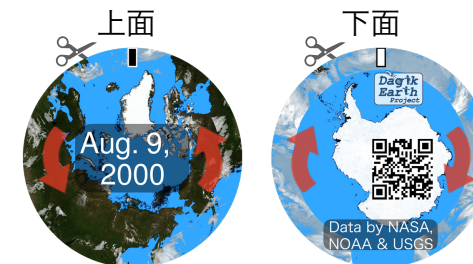 上面
下面
Dagik
Earth
Project
Aug. 9,
2000
Data by NASA,
NOAA & USGS